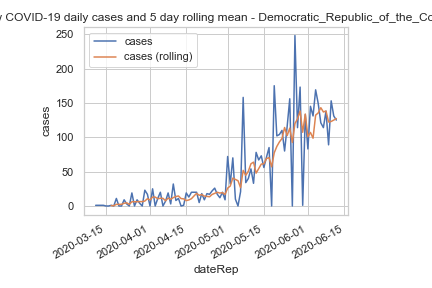 COVID-19 daily cases and 5 day rolling mean - Democratic_Republic_of_the_Co
cases
cases (rolling)
250
200
150
100
50
0
cases
2020-03-15
2020-04-01
2020-04-15
2020-05-01
2020-05-15
2020-06-01
2020-06-15
dateRep